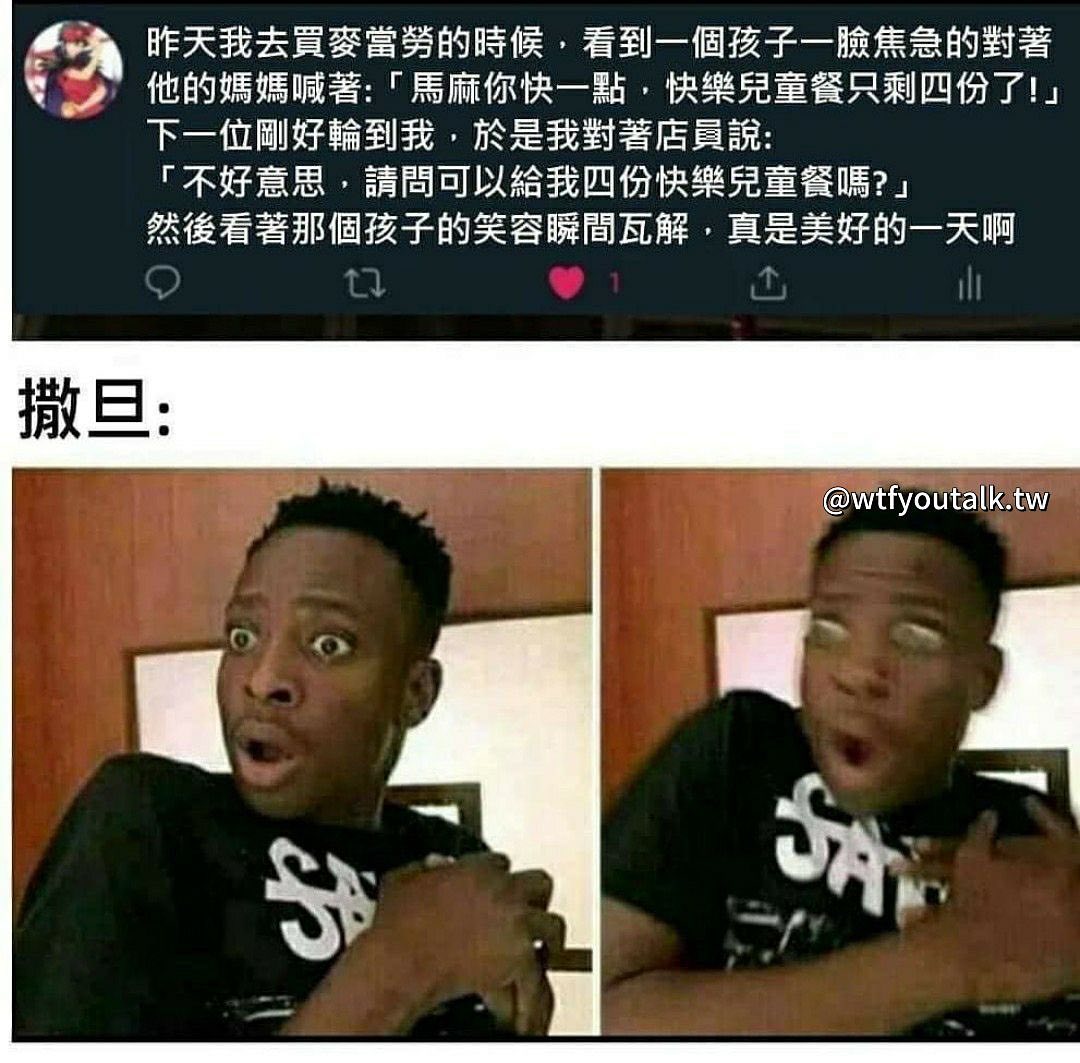 昨天我去買麥當勞的時候，看到一個孩子一臉焦急的對著
他的媽媽喊著:「馬麻你快一點，快樂兒童餐只剩四份了!」
下一位剛好輪到我，於是我對著店員說:
「不好意思，請問可以給我四份快樂兒童餐嗎?」
然後看著那個孩子的笑容瞬間瓦解，真是美好的一天啊
1
撒旦:
@wtfyoutalk.tw
SA
SA